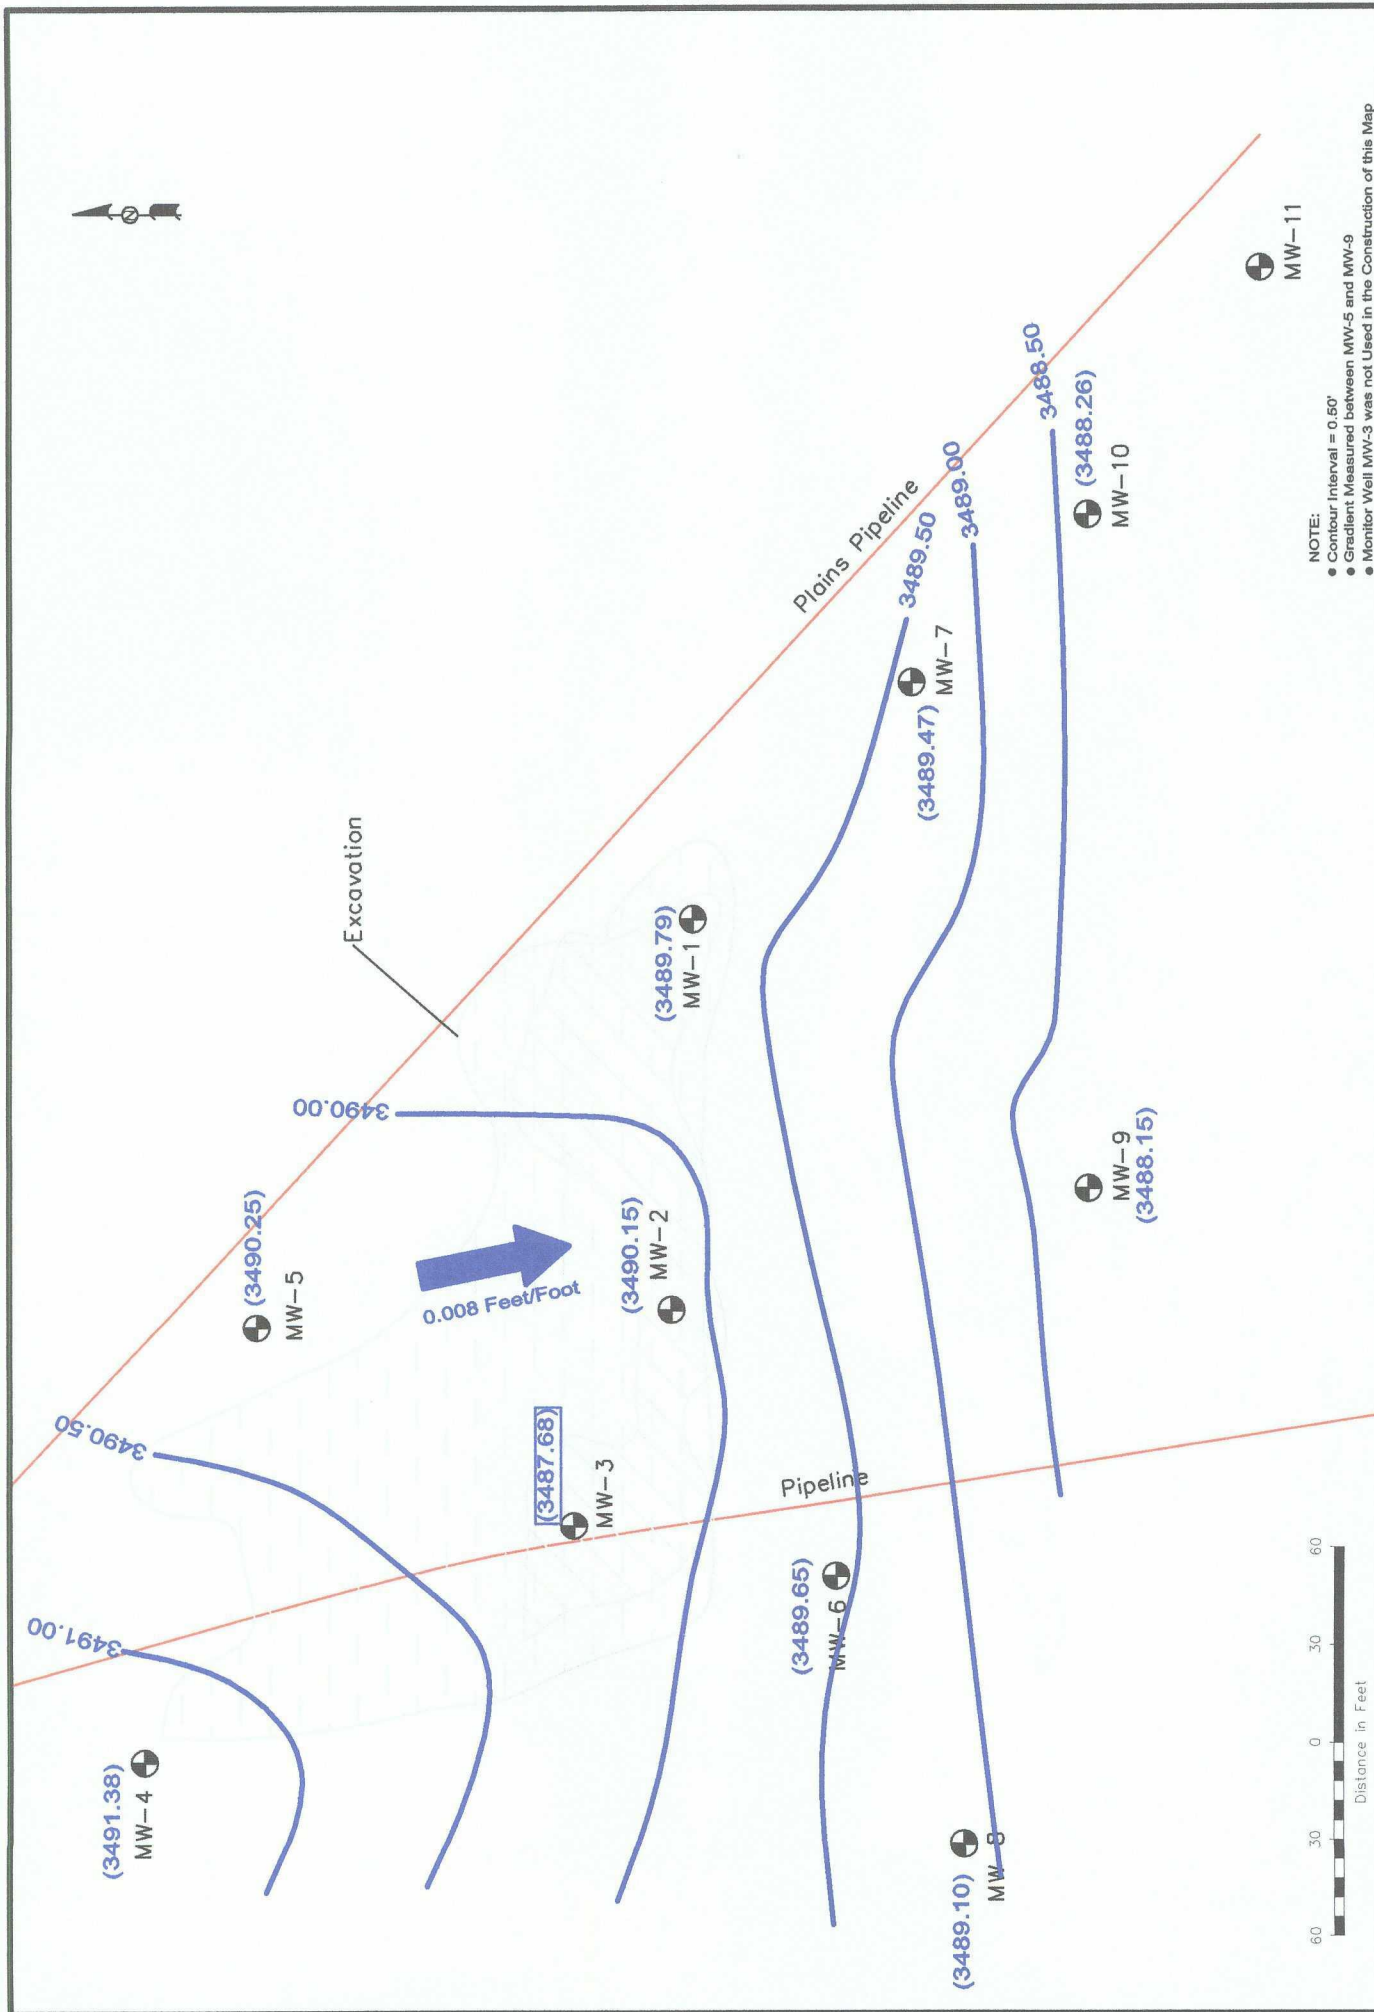 N
(3491.38)
MW-4
3491.00
3490.50
MW-5
(3490.25)
3490.00
Excavation
0.008 Feet/Foot
(3487.68)
MW-3
(3490.15)
MW-2
(3489.79)
MW-1
Plains Pipeline
Pipeline
(3489.65)
MW-6
(3489.47)
MW-7
3489.50
3489.00
3488.50
(3489.10)
MW-8
MW-9
(3488.15)
(3488.26)
MW-10
MW-11
60 30 0 30 60
Distance in Feet
NOTE:
● Contour Interval = 0.50'
● Gradient Measured between MW-5 and MW-9
● Monitor Well MW-3 was not Used in the Construction of this Map